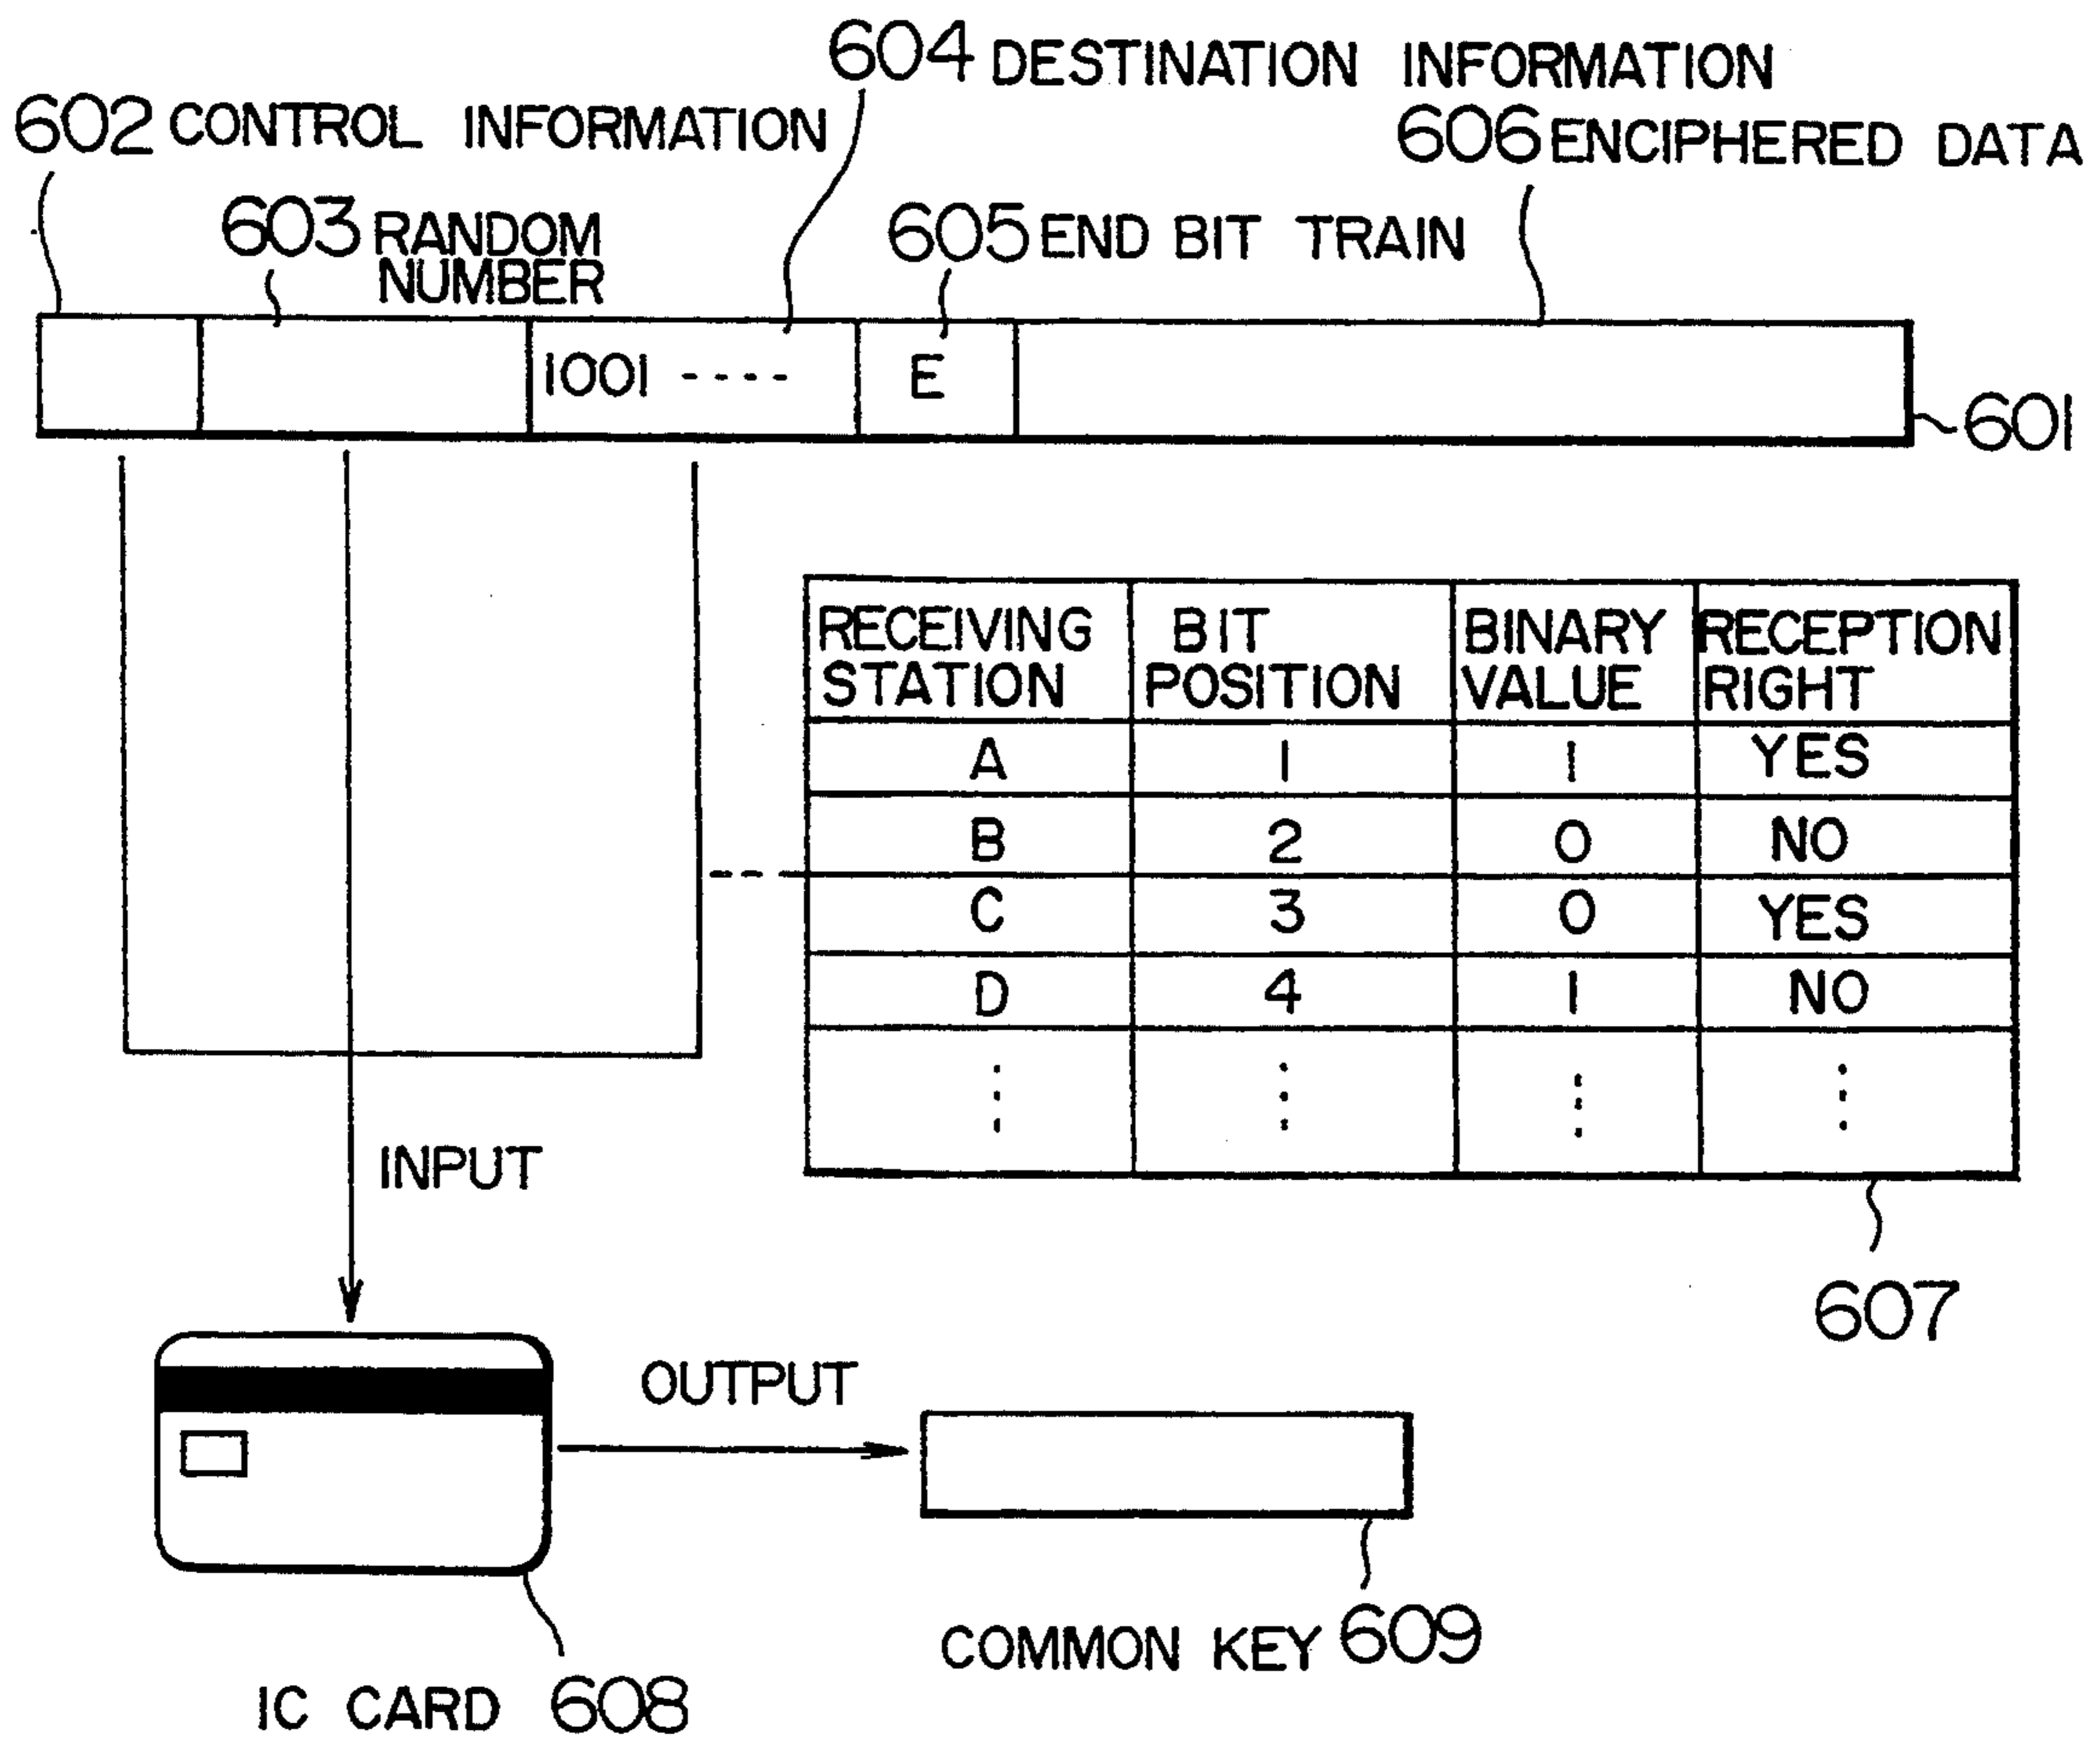 604 DESTINATION INFORMATION
602 CONTROL INFORMATION
606 ENCIPHERED DATA
603 RANDOM
NUMBER
605 END BIT TRAIN
1001 ----
E
601
RECEIVING STATION BIT POSITION BINARY VALUE RECEPTION RIGHT
A 1 1 YES
B 2 0 NO
C 3 0 YES
D 4 1 NO
INPUT
607
OUTPUT
COMMON KEY 609
IC CARD 608